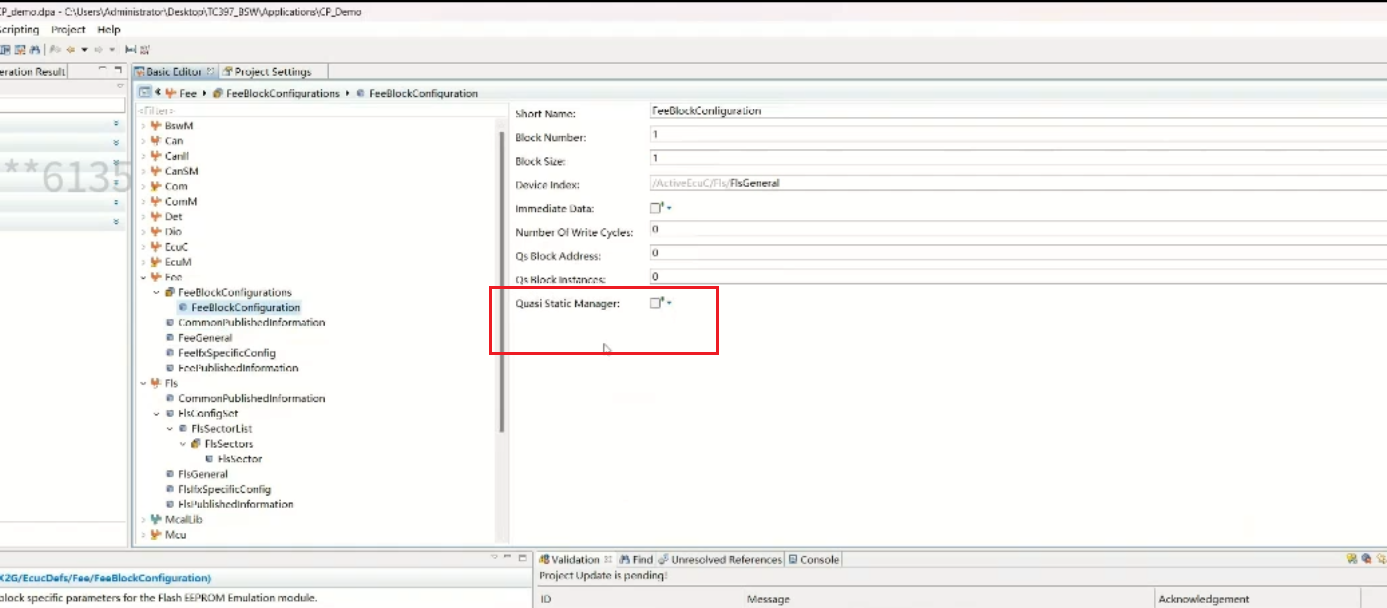 CP_demo.dpa - C:\Users\Administrator\Desktop\TC397_BSW\Applications\CP_Demo
Scripting Project Help
eration Result
Basic Editor Project Settings
Fee FeeBlockConfigurations FeeBlockConfiguration
<Filter>
BswM
Can
CanIf
CanSM
Com
ComM
Det
Dio
EcuC
EcuM
Fee
FeeBlockConfigurations
FeeBlockConfiguration
CommonPublishedInformation
FeeGeneral
FeeIfxSpecificConfig
FeePublishedInformation
Fls
CommonPublishedInformation
FlsConfigSet
FlsSectorList
FlsSectors
FlsSector
FlsGeneral
FlsIfxSpecificConfig
FlsPublishedInformation
McalLib
Mcu
Short Name: FeeBlockConfiguration
Block Number: 1
Block Size: 1
Device Index: /ActiveEcuC/Fls/FlsGeneral
Immediate Data:
Number Of Write Cycles: 0
Qs Block Address: 0
Qs Block Instances: 0
Quasi Static Manager:
**6135
X2G/EcucDefs/Fee/FeeBlockConfiguration)
block specific parameters for the Flash EEPROM Emulation module.
Validation Find Unresolved References Console
Project Update is pending!
ID Message Acknowledgement